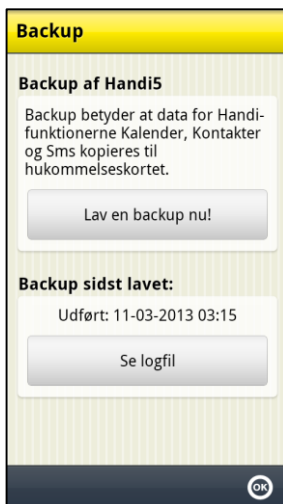 Backup
Backup af Handi5
Backup betyder at data for Handi-
funktionerne Kalender, Kontakter
og Sms kopieres til
hukommelseskortet.
Lav en backup nu!
Backup sidst lavet:
Udført: 11-03-2013 03:15
Se logfil
OK